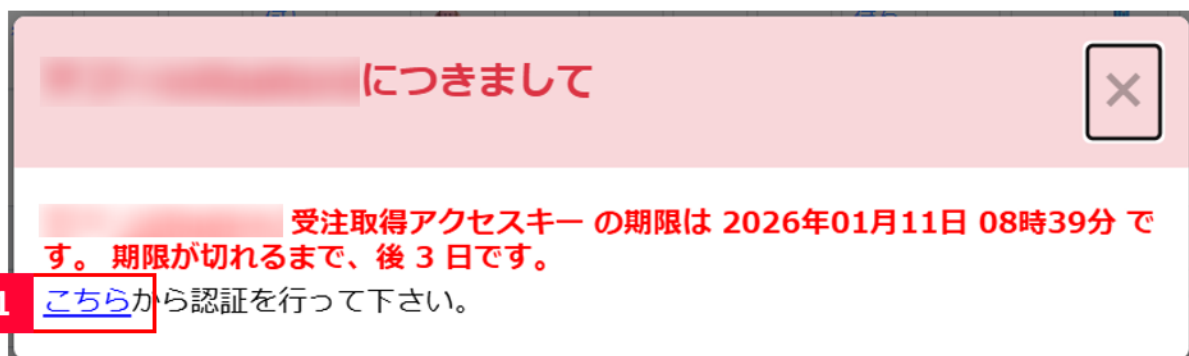 につきまして
×
受注取得アクセスキー の期限は 2026年01月11日 08時39分 で
す。 期限が切れるまで、後 3 日です。
1
こちらから認証を行って下さい。